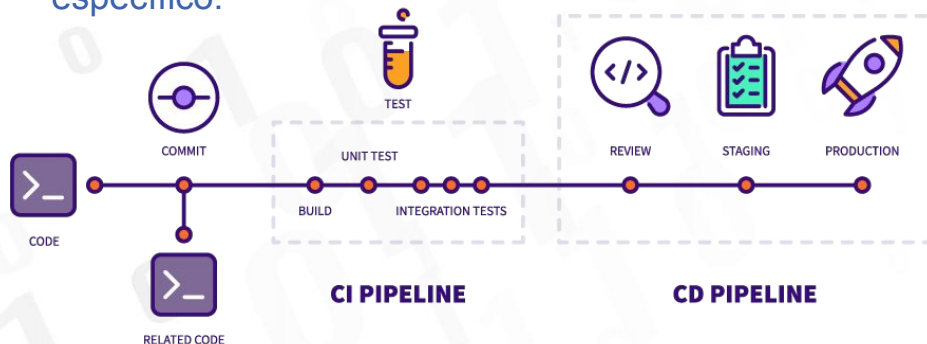 específico.
TEST
COMMIT
UNIT TEST
REVIEW
STAGING
PRODUCTION
BUILD
INTEGRATION TESTS
CODE
CI PIPELINE
CD PIPELINE
RELATED CODE